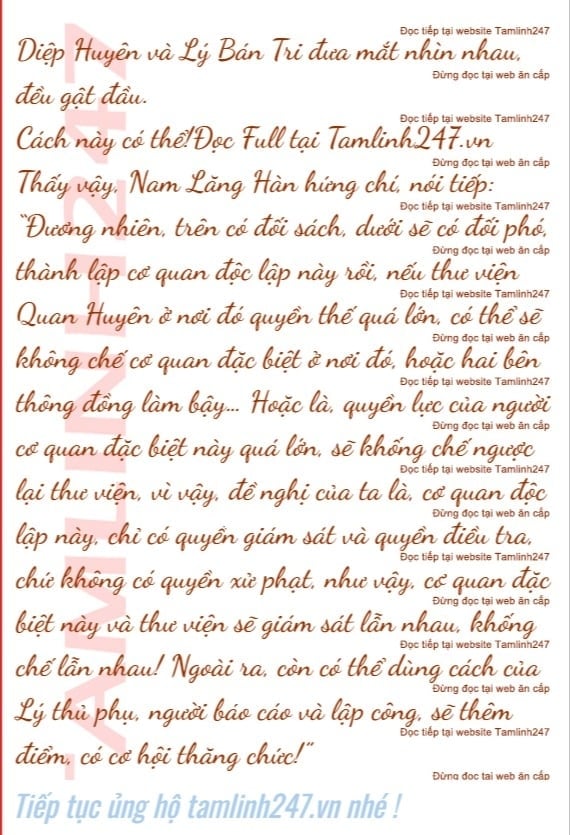 Đọc tiếp tại website Tamlinh247
Diệp Huyên và Lý Bán Tri đưa mắt nhìn nhau,
Đừng đọc tại web ăn cắp
đều gật đầu.
Đọc tiếp tại website Tamlinh247
Cách này có thể!Đọc Full tại Tamlinh247.vn
Đừng đọc tại web ăn cắp
Thấy vậy, Nam Lăng Hàn hứng chí, nói tiếp:
Đọc tiếp tại website Tamlinh247
“Đương nhiên, trên có đối sách, dưới sẽ có đối phó,
Đừng đọc tại web ăn cắp
thành lập cơ quan độc lập này rồi, nếu thư viện
Đọc tiếp tại website Tamlinh247
Quan Huyên ở nơi đó quyền thế quá lớn, có thể sẽ
Đừng đọc tại web ăn cắp
không chế cơ quan đặc biệt ở nơi đó, hoặc hai bên
Đọc tiếp tại website Tamlinh247
thông đồng làm bậy... Hoặc là, quyền lực của người
Đừng đọc tại web ăn cắp
cơ quan đặc biệt này quá lớn, sẽ khống chế ngược
Đọc tiếp tại website Tamlinh247
lại thư viện, vì vậy, đề nghị của ta là, cơ quan độc
Đừng đọc tại web ăn cắp
lập này, chỉ có quyền giám sát và quyền điều tra,
Đọc tiếp tại website Tamlinh247
chứ không có quyền xử phạt, như vậy, cơ quan đặc
Đừng đọc tại web ăn cắp
biệt này và thư viện sẽ giám sát lẫn nhau, khống
Đọc tiếp tại website Tamlinh247
chế lẫn nhau! Ngoài ra, còn có thể dùng cách của
Đừng đọc tại web ăn cắp
Lý thủ phụ, người báo cáo và lập công, sẽ thêm
Đọc tiếp tại website Tamlinh247
điểm, có cơ hội thăng chức!”
Đừng đọc tại web ăn cắp
Tiếp tục ủng hộ tamlinh247.vn nhé !
TAMLINH247